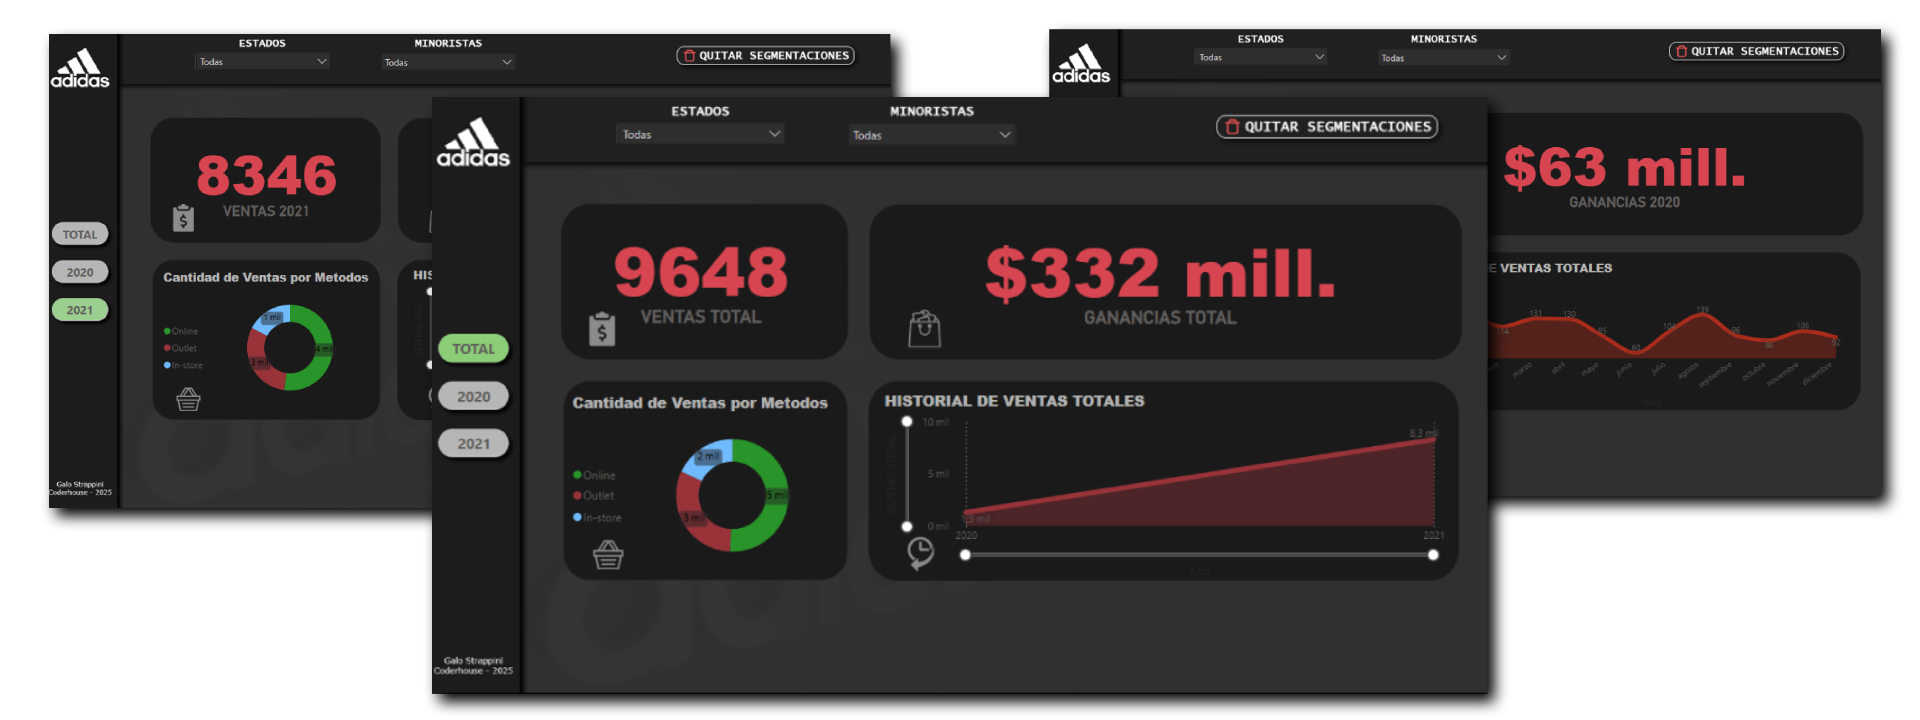 adidas
ESTADOS
Todas
MINORISTAS
Todas
QUITAR SEGMENTACIONES
8346
VENTAS 2021
TOTAL
2020
2021
Cantidad de Ventas por Metodos
Online
Outlet
In-store
1 mil
4 mil
3 mil
HIS
Galo Strappini
Coderhouse - 2025
adidas
ESTADOS
Todas
MINORISTAS
Todas
QUITAR SEGMENTACIONES
9648
VENTAS TOTAL
$332 mill.
GANANCIAS TOTAL
TOTAL
2020
2021
Cantidad de Ventas por Metodos
Online
Outlet
In-store
2 mil
5 mil
3 mil
HISTORIAL DE VENTAS TOTALES
VENTAS TOTAL
10 mil
5 mil
0 mil
1,3 mil
8,3 mil
2020
2021
Año
Galo Strappini
Coderhouse - 2025
adidas
ESTADOS
Todas
MINORISTAS
Todas
QUITAR SEGMENTACIONES
$63 mill.
GANANCIAS 2020
E VENTAS TOTALES
114
131
130
95
60
104
139
96
86
105
92
marzo
abril
mayo
junio
julio
agosto
septiembre
octubre
noviembre
diciembre